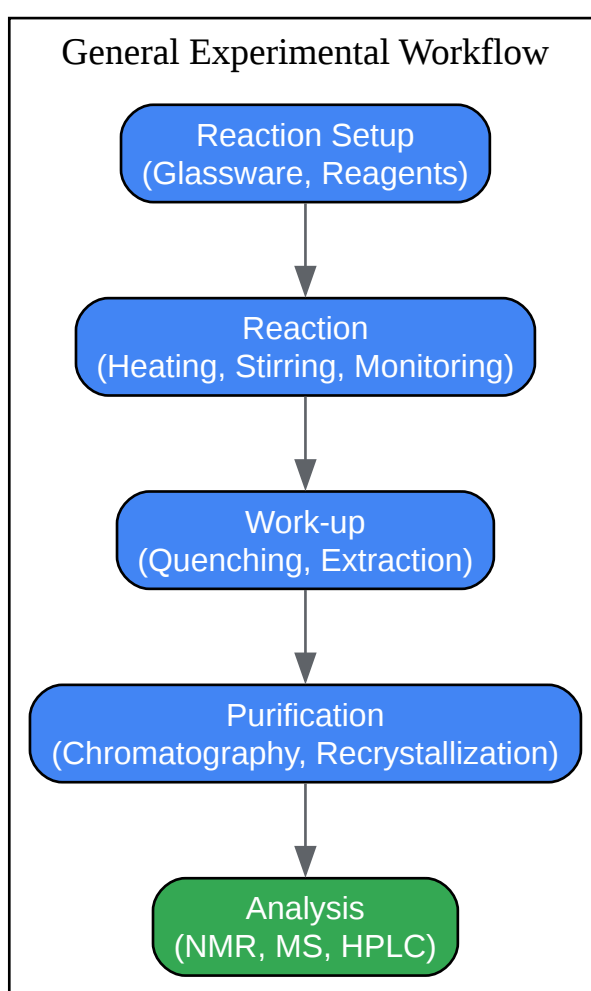 General Experimental Workflow
Reaction Setup
(Glassware, Reagents)
Reaction
(Heating, Stirring, Monitoring)
Work-up
(Quenching, Extraction)
Purification
(Chromatography, Recrystallization)
Analysis
(NMR, MS, HPLC)